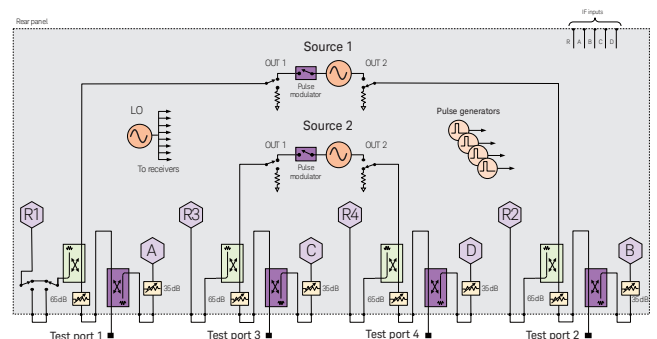 IF inputs
Rear panel
R A B C D
Source 1
OUT 1
OUT 2
Pulse
modulator
LO
To receivers
Pulse generators
Source 2
OUT 1
OUT 2
Pulse
modulator
R1
A
R3
C
R4
D
R2
B
65dB
35dB
65dB
35dB
65dB
35dB
65dB
35dB
Test port 1
Test port 3
Test port 4
Test port 2